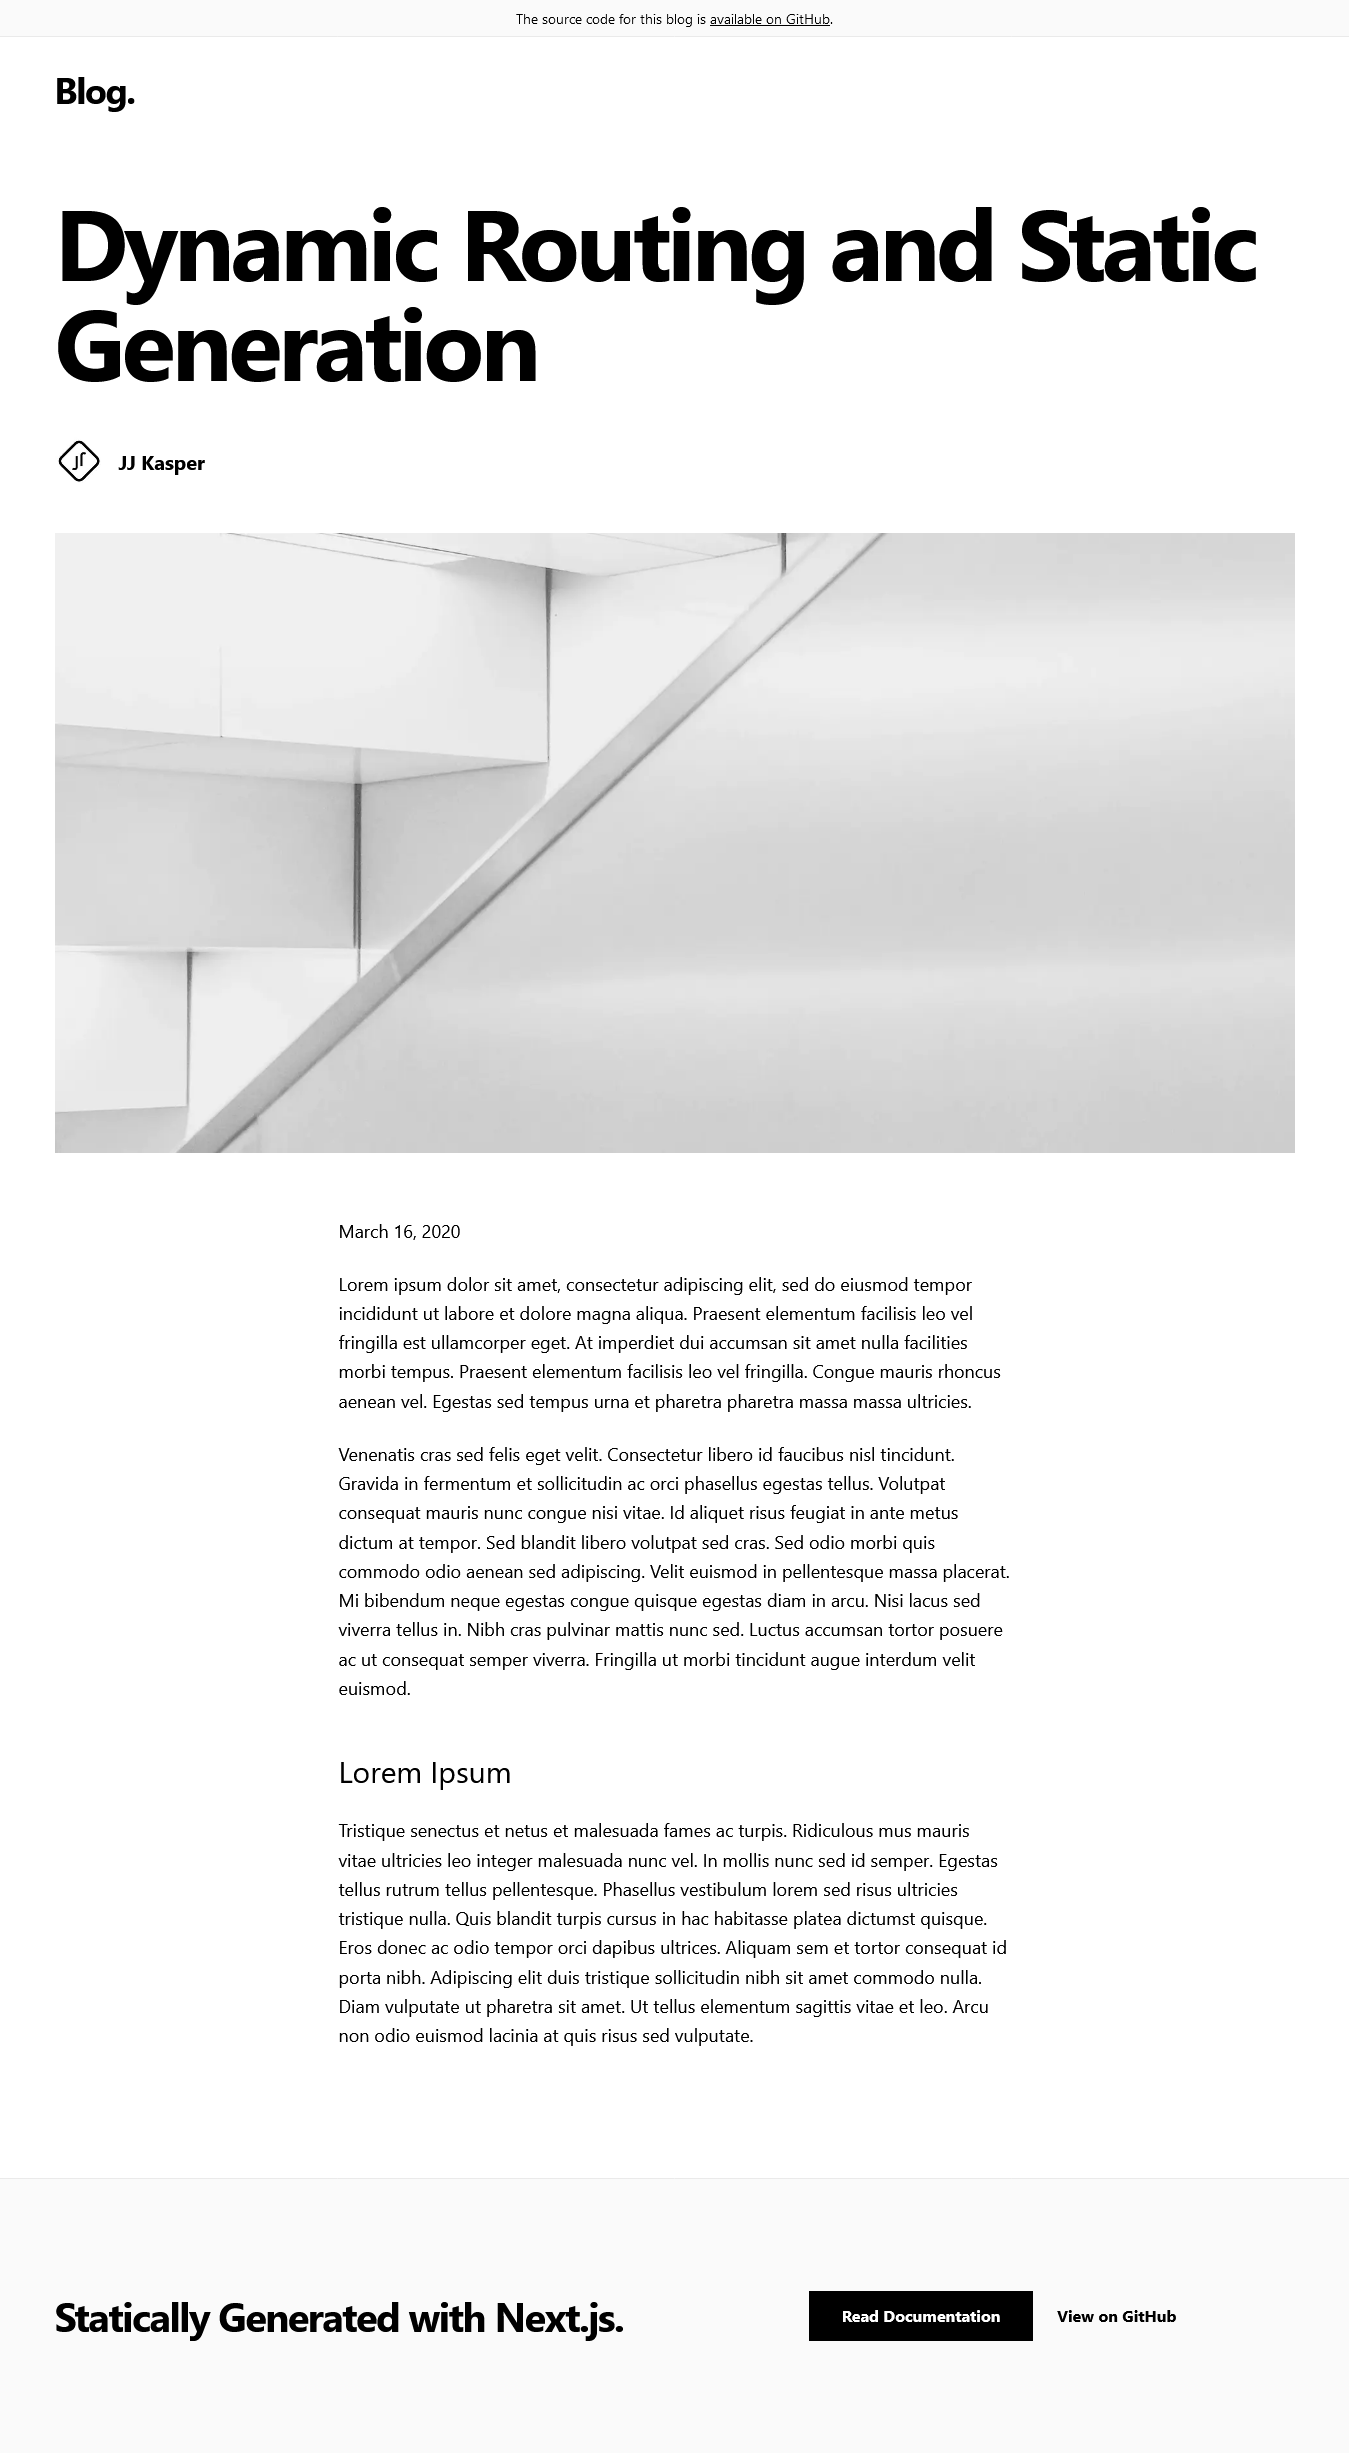 The source code for this blog is available on GitHub.
Blog.
Dynamic Routing and Static
Generation
JJ
JJ Kasper
March 16, 2020
Lorem ipsum dolor sit amet, consectetur adipiscing elit, sed do eiusmod tempor
incididunt ut labore et dolore magna aliqua. Praesent elementum facilisis leo vel
fringilla est ullamcorper eget. At imperdiet dui accumsan sit amet nulla facilities
morbi tempus. Praesent elementum facilisis leo vel fringilla. Congue mauris rhoncus
aenean vel. Egestas sed tempus urna et pharetra pharetra massa massa ultricies.
Venenatis cras sed felis eget velit. Consectetur libero id faucibus nisl tincidunt.
Gravida in fermentum et sollicitudin ac orci phasellus egestas tellus. Volutpat
consequat mauris nunc congue nisi vitae. Id aliquet risus feugiat in ante metus
dictum at tempor. Sed blandit libero volutpat sed cras. Sed odio morbi quis
commodo odio aenean sed adipiscing. Velit euismod in pellentesque massa placerat.
Mi bibendum neque egestas congue quisque egestas diam in arcu. Nisi lacus sed
viverra tellus in. Nibh cras pulvinar mattis nunc sed. Luctus accumsan tortor posuere
ac ut consequat semper viverra. Fringilla ut morbi tincidunt augue interdum velit
euismod.
Lorem Ipsum
Tristique senectus et netus et malesuada fames ac turpis. Ridiculous mus mauris
vitae ultricies leo integer malesuada nunc vel. In mollis nunc sed id semper. Egestas
tellus rutrum tellus pellentesque. Phasellus vestibulum lorem sed risus ultricies
tristique nulla. Quis blandit turpis cursus in hac habitasse platea dictumst quisque.
Eros donec ac odio tempor orci dapibus ultrices. Aliquam sem et tortor consequat id
porta nibh. Adipiscing elit duis tristique sollicitudin nibh sit amet commodo nulla.
Diam vulputate ut pharetra sit amet. Ut tellus elementum sagittis vitae et leo. Arcu
non odio euismod lacinia at quis risus sed vulputate.
Statically Generated with Next.js.
Read Documentation
View on GitHub